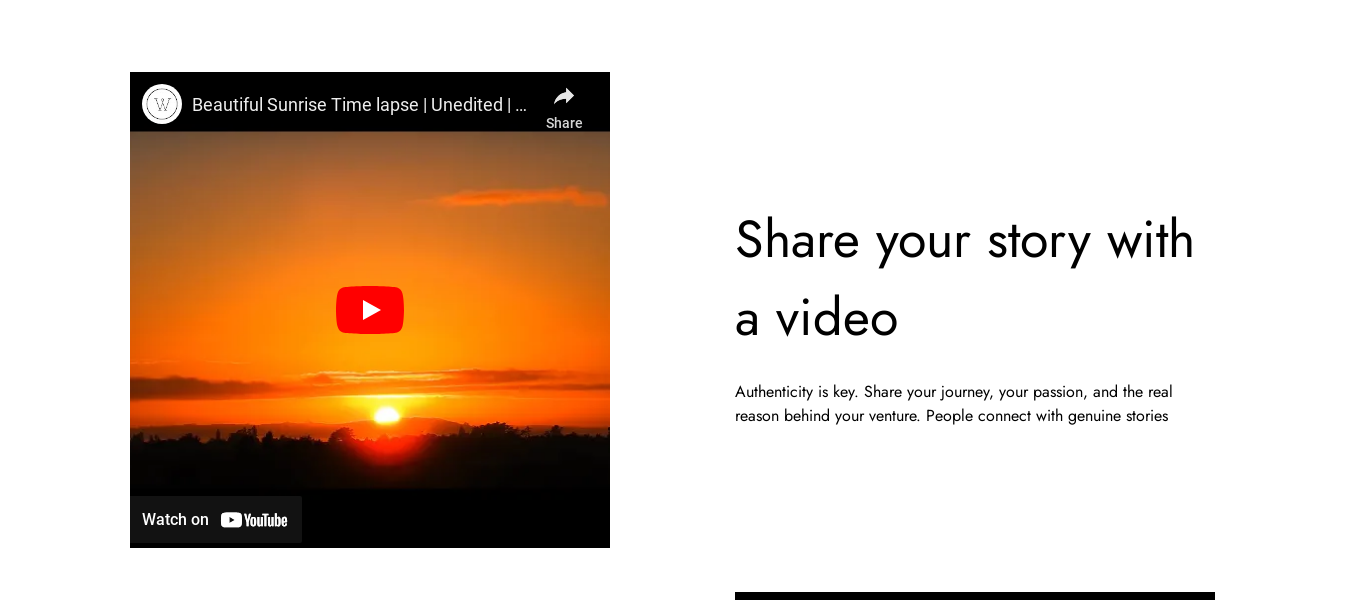 W
Beautiful Sunrise Time lapse | Unedited | ...
Share
Watch on YouTube
Share your story with
a video
Authenticity is key. Share your journey, your passion, and the real
reason behind your venture. People connect with genuine stories